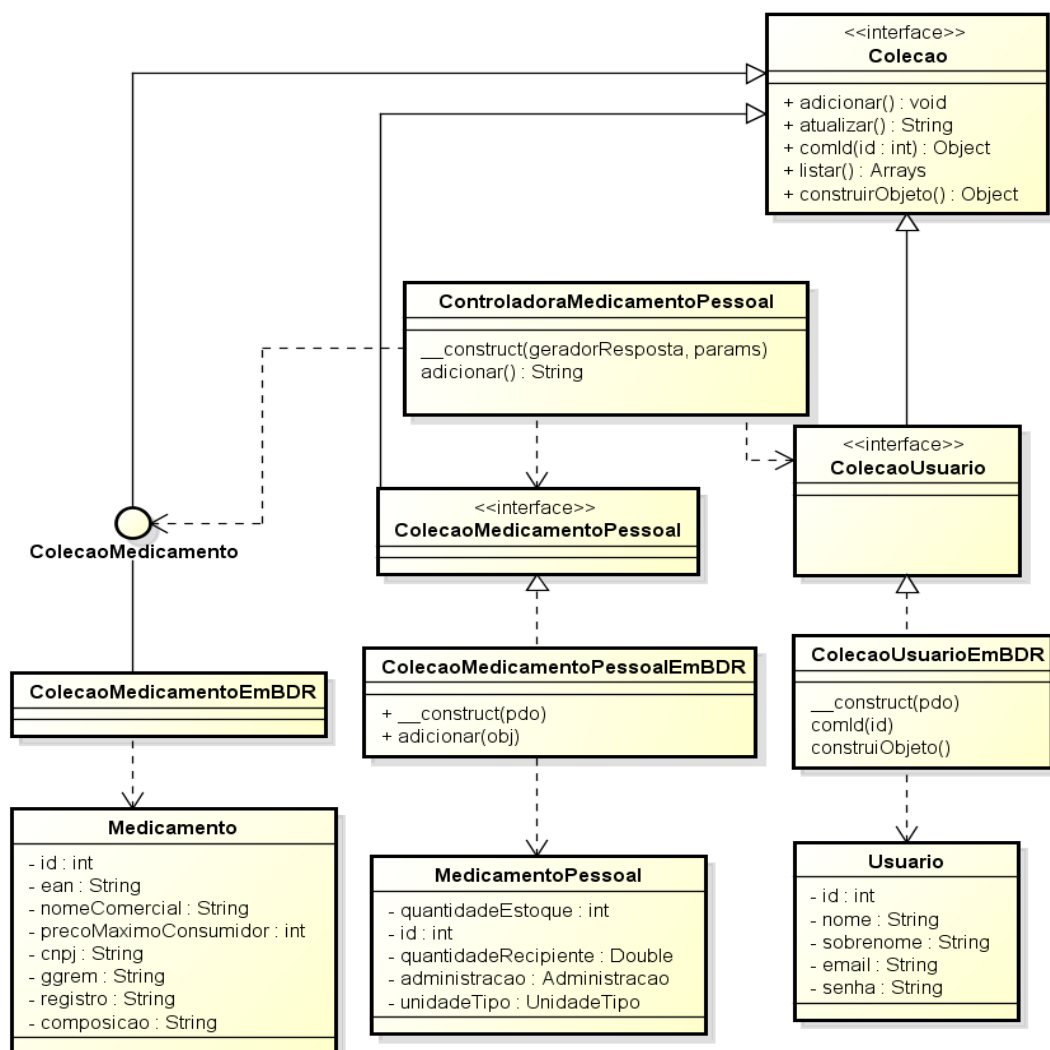 <<interface>>
Colecao
+ adicionar() : void
+ atualizar() : String
+ comId(id : int) : Object
+ listar() : Arrays
+ construirObjeto() : Object
ControladoraMedicamentoPessoal
__construct(geradorResposta, params)
adicionar() : String
<<interface>>
ColecaoUsuario
<<interface>>
ColecaoMedicamentoPessoal
ColecaoMedicamento
ColecaoMedicamentoEmBDR
ColecaoMedicamentoPessoalEmBDR
+ __construct(pdo)
+ adicionar(obj)
ColecaoUsuarioEmBDR
__construct(pdo)
comId(id)
construiObjeto()
Medicamento
- id : int
- ean : String
- nomeComercial : String
- precoMaximoConsumidor : int
- cnpj : String
- ggrem : String
- registro : String
- composicao : String
MedicamentoPessoal
- quantidadeEstoque : int
- id : int
- quantidadeRecipiente : Double
- administracao : Administracao
- unidadeTipo : UnidadeTipo
Usuario
- id : int
- nome : String
- sobrenome : String
- email : String
- senha : String